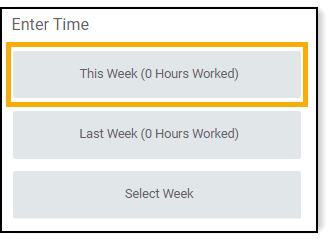 Enter Time
This Week (0 Hours Worked)
Last Week (0 Hours Worked)
Select Week